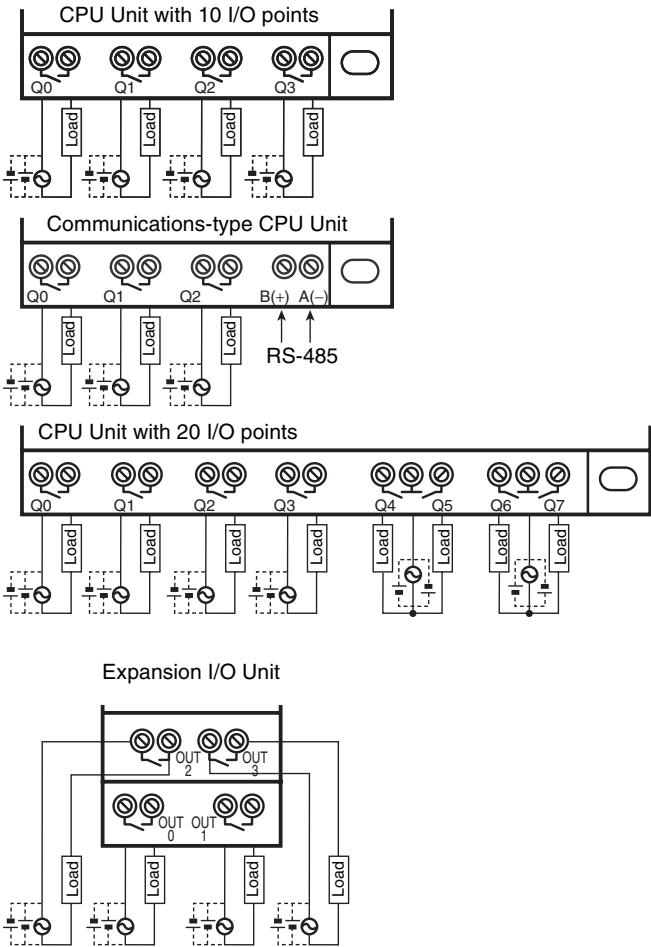 CPU Unit with 10 I/O points
Q0 Q1 Q2 Q3
Load Load Load Load
Communications-type CPU Unit
Q0 Q1 Q2 B(+) A(−)
Load Load Load
RS-485
CPU Unit with 20 I/O points
Q0 Q1 Q2 Q3 Q4 Q5 Q6 Q7
Load Load Load Load Load Load Load Load
Expansion I/O Unit
OUT 2 OUT 3
OUT 0 OUT 1
Load Load Load Load